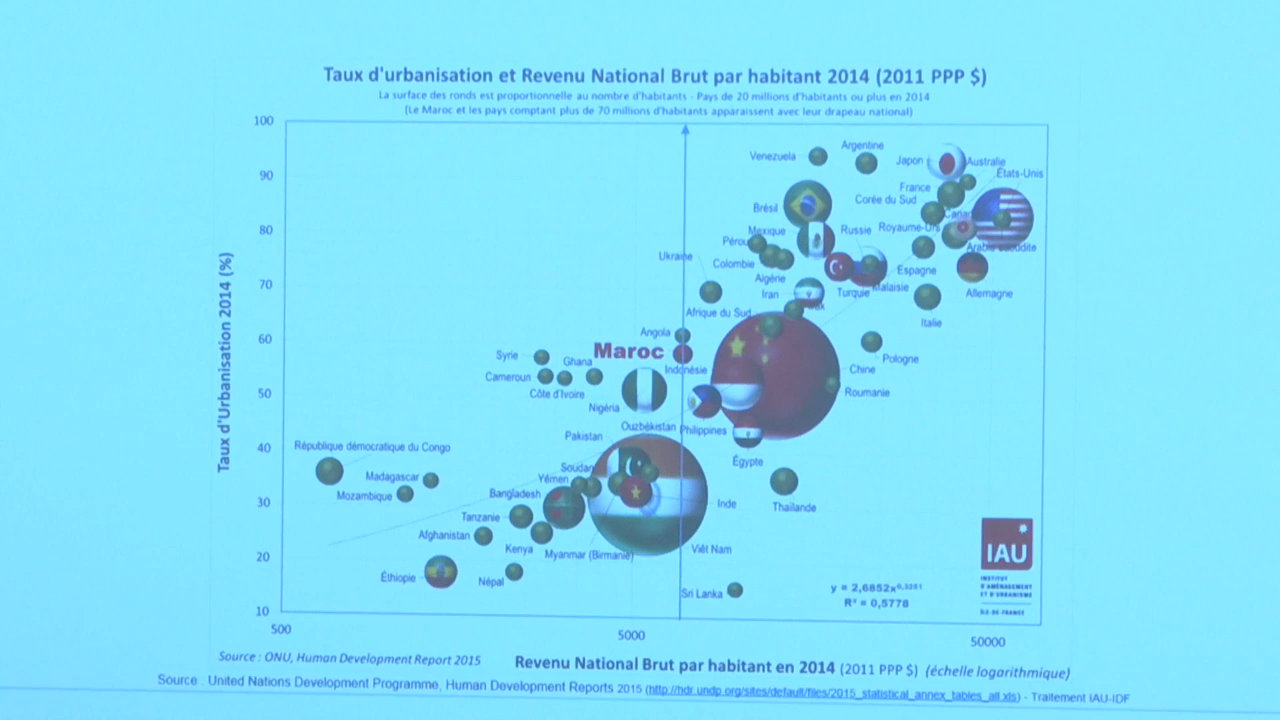 Taux d'urbanisation et Revenu National Brut par habitant 2014 (2011 PPP $)
La surface des ronds est proportionnelle au nombre d'habitants - Pays de 20 millions d'habitants ou plus en 2014
(Le Maroc et les pays comptant plus de 70 millions d'habitants apparaissent avec leur drapeau national)
Taux d'Urbanisation 2014 (%)
100
90
80
70
60
50
40
30
20
10
500
5000
50000
Venezuela
Argentine
Japon
Australie
États-Unis
France
Corée du Sud
Brésil
Canada
Mexique
Russie
Royaume-Uni
Pérou
Arabie Saoudite
Ukraine
Colombie
Algérie
Espagne
Iran
Turquie
Malaisie
Allemagne
Afrique du Sud
Italie
Angola
Maroc
Syrie
Ghana
Pologne
Cameroun
Indonésie
Chine
Côte d'Ivoire
Roumanie
Nigéria
Ouzbékistan
Philippines
Pakistan
République démocratique du Congo
Égypte
Soudan
Madagascar
Yémen
Mozambique
Bangladesh
Inde
Thaïlande
Tanzanie
Afghanistan
Kenya
Myanmar (Birmanie)
Viêt Nam
Éthiopie
Népal
Sri Lanka
y = 2,6852x^0,3251
R² = 0,5778
IAU
INSTITUT
D'AMÉNAGEMENT
ET D'URBANISME
ÎLE-DE-FRANCE
Source : ONU, Human Development Report 2015
Revenu National Brut par habitant en 2014 (2011 PPP $) (échelle logarithmique)
Source : United Nations Development Programme, Human Development Reports 2015 (http://hdr.undp.org/sites/default/files/2015_statistical_annex_tables_all.xls) - Traitement IAU-IDF